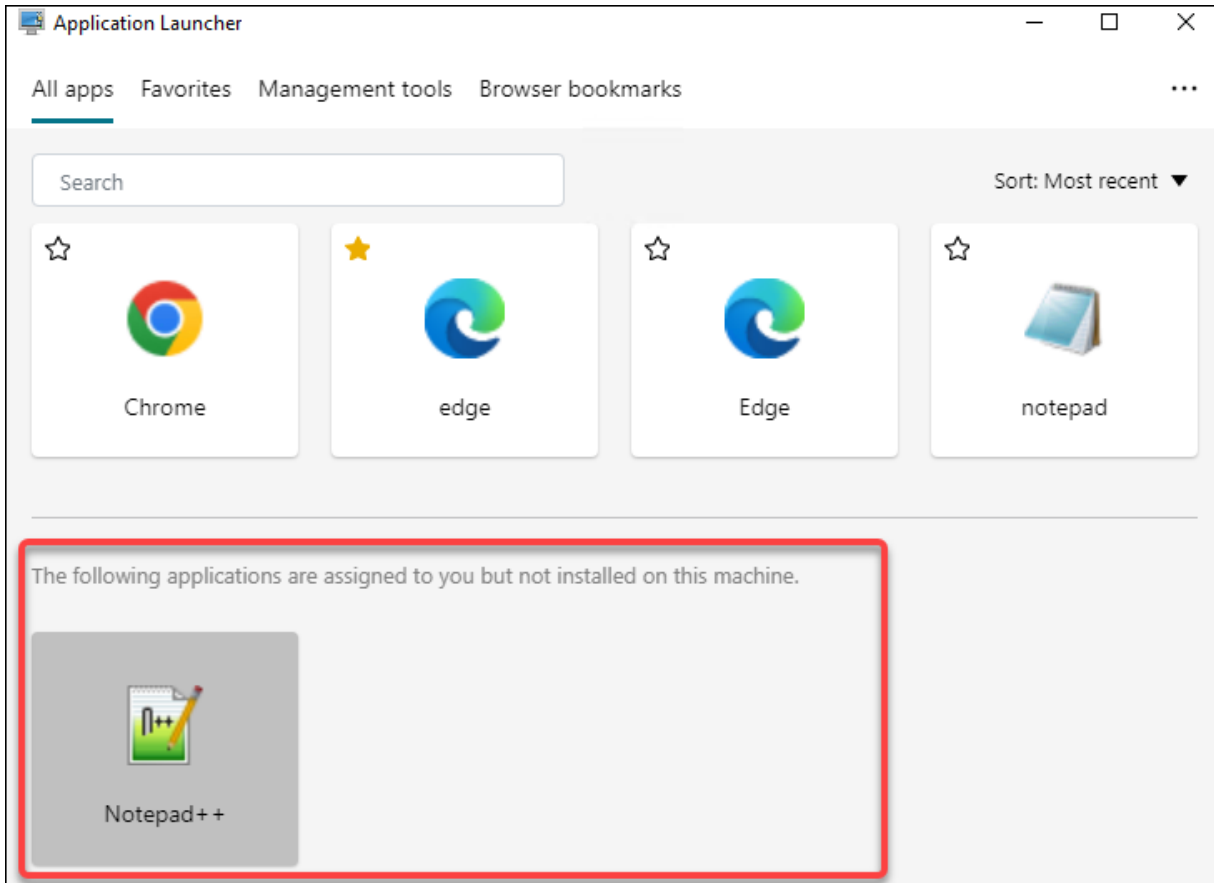 Application Launcher
All apps Favorites Management tools Browser bookmarks
Search
Sort: Most recent
Chrome
edge
Edge
notepad
The following applications are assigned to you but not installed on this machine.
n++
Notepad++